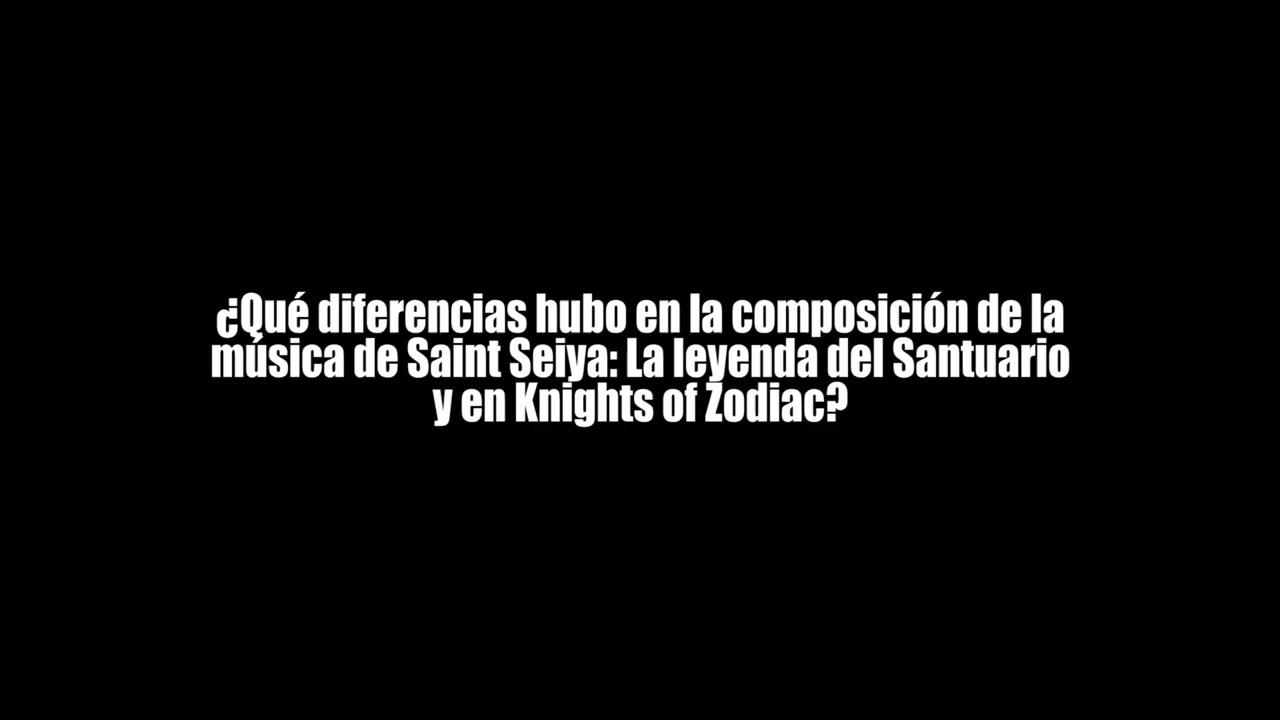 ¿Qué diferencias hubo en la composición de la
música de Saint Seiya: La leyenda del Santuario
y en Knights of Zodiac?